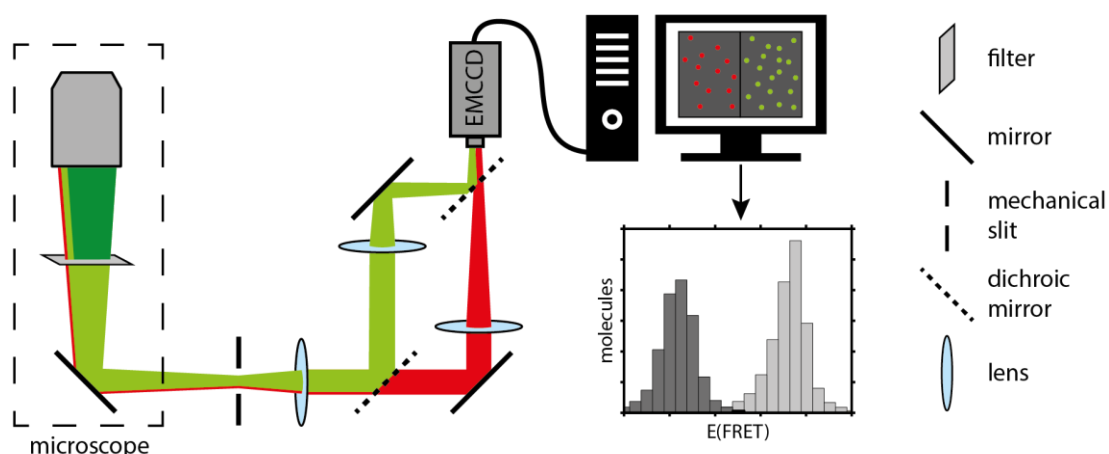 EMCCD
filter
mirror
mechanical
slit
dichroic
mirror
lens
molecules
E(FRET)
microscope